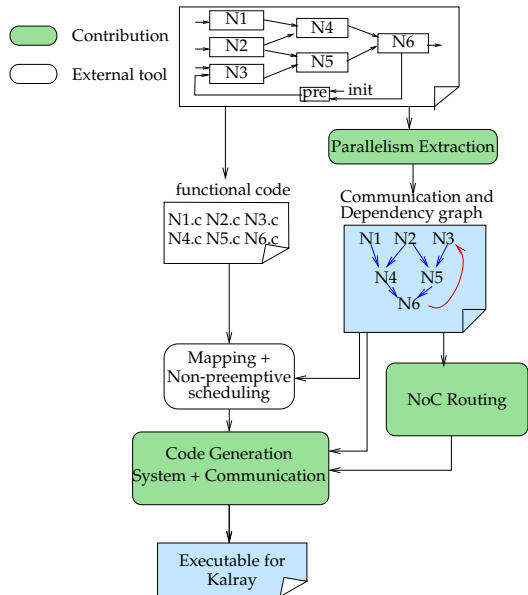 Contribution
External tool
N1
N2
N3
N4
N5
N6
pre
init
Parallelism Extraction
functional code
N1.c N2.c N3.c
N4.c N5.c N6.c
Communication and
Dependency graph
N1 N2 N3
N4 N5
N6
Mapping +
Non-preemptive
scheduling
NoC Routing
Code Generation
System + Communication
Executable for
Kalray